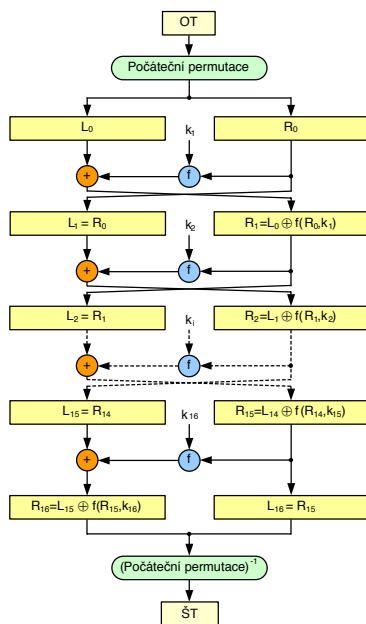 OT
Počáteční permutace
L₀ k₁ R₀
+ f
L₁ = R₀ k₂ R₁=L₀ ⊕ f(R₀,k₁)
+ f
L₂ = R₁ kᵢ R₂=L₁ ⊕ f(R₁,k₂)
+ f
L₁₅ = R₁₄ k₁₆ R₁₅=L₁₄ ⊕ f(R₁₄,k₁₅)
+ f
R₁₆=L₁₅ ⊕ f(R₁₅,k₁₆) L₁₆ = R₁₅
(Počáteční permutace)⁻¹
ŠT